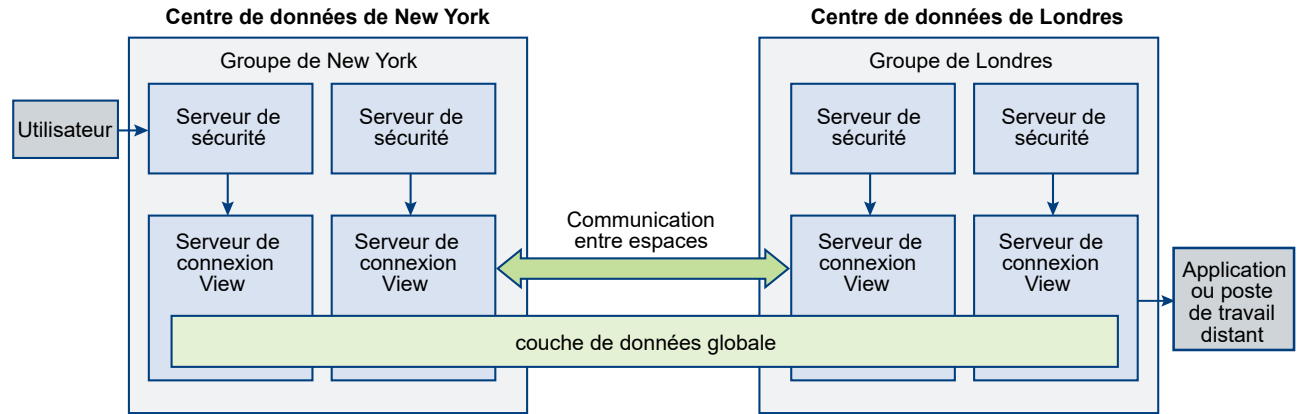 Centre de données de New York
Centre de données de Londres
Groupe de New York
Groupe de Londres
Utilisateur
Serveur de
sécurité
Serveur de
sécurité
Serveur de
sécurité
Serveur de
sécurité
Communication
entre espaces
Serveur de
connexion
View
Serveur de
connexion
View
Serveur de
connexion
View
Serveur de
connexion
View
Application
ou poste
de travail
distant
couche de données globale